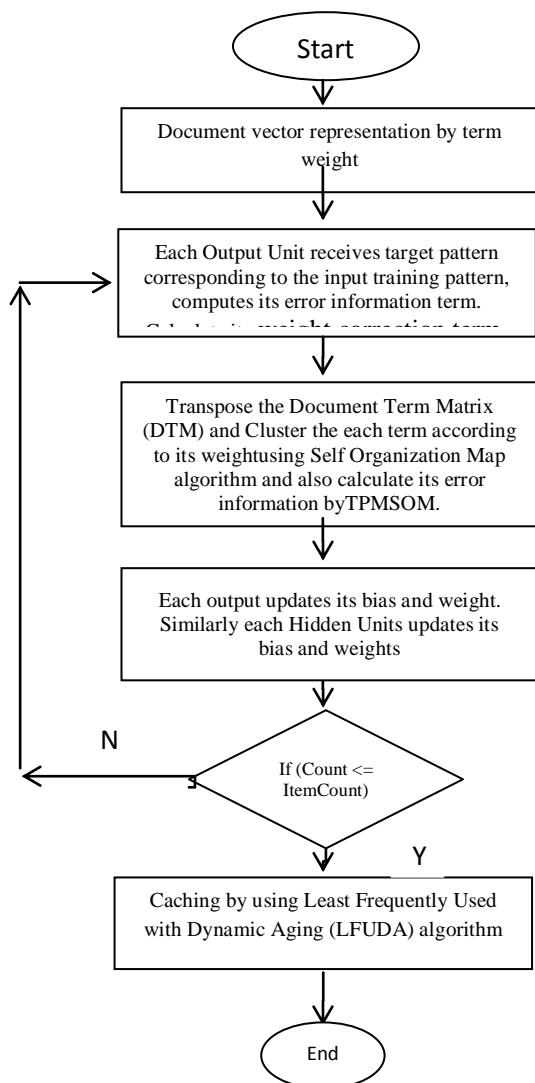 Start
Document vector representation by term
weight
Each Output Unit receives target pattern
corresponding to the input training pattern,
computes its error information term.
weight correction term
Transpose the Document Term Matrix
(DTM) and Cluster the each term according
to its weightusing Self Organization Map
algorithm and also calculate its error
information byTPMSOM.
Each output updates its bias and weight.
Similarly each Hidden Units updates its
bias and weights
N
If (Count <=
ItemCount)
Y
Caching by using Least Frequently Used
with Dynamic Aging (LFUDA) algorithm
End